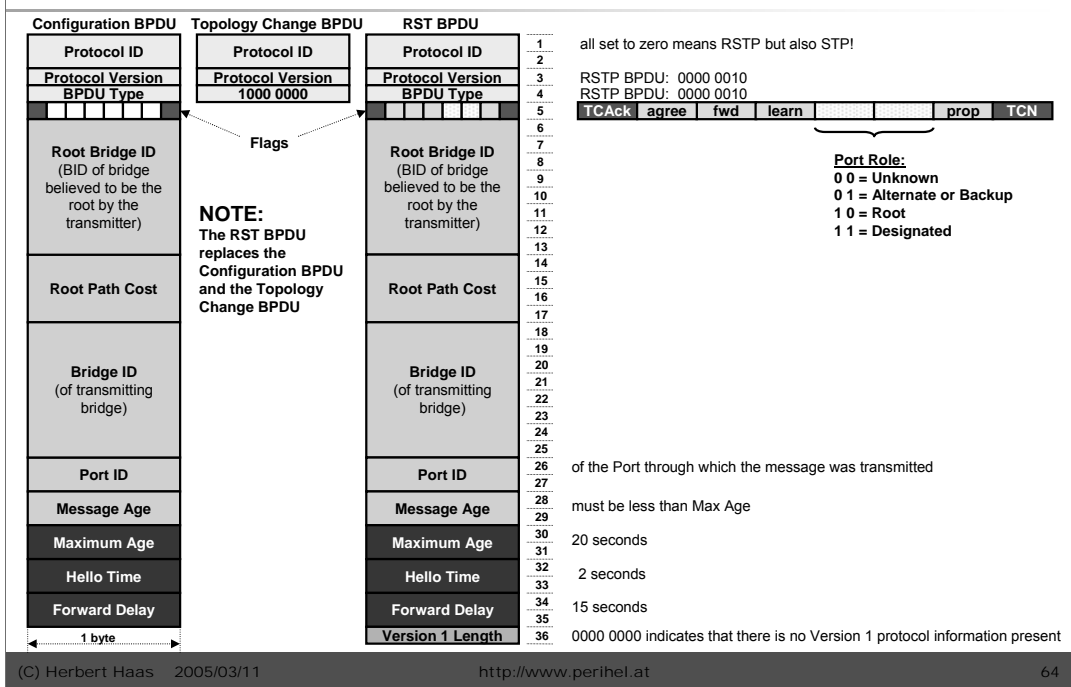 Configuration BPDU
Protocol ID
Protocol Version
BPDU Type
Root Bridge ID
(BID of bridge
believed to be the
root by the
transmitter)
Root Path Cost
Bridge ID
(of transmitting
bridge)
Port ID
Message Age
Maximum Age
Hello Time
Forward Delay
1 byte
Topology Change BPDU
Protocol ID
Protocol Version
1000 0000
Flags
NOTE:
The RST BPDU
replaces the
Configuration BPDU
and the Topology
Change BPDU
RST BPDU
Protocol ID
Protocol Version
BPDU Type
Root Bridge ID
(BID of bridge
believed to be the
root by the
transmitter)
Root Path Cost
Bridge ID
(of transmitting
bridge)
Port ID
Message Age
Maximum Age
Hello Time
Forward Delay
Version 1 Length
1
2
3
4
5
6
7
8
9
10
11
12
13
14
15
16
17
18
19
20
21
22
23
24
25
26
27
28
29
30
31
32
33
34
35
36
all set to zero means RSTP but also STP!
RSTP BPDU: 0000 0010
RSTP BPDU: 0000 0010
TCAck agree fwd learn prop TCN
Port Role:
0 0 = Unknown
0 1 = Alternate or Backup
1 0 = Root
1 1 = Designated
of the Port through which the message was transmitted
must be less than Max Age
20 seconds
2 seconds
15 seconds
0000 0000 indicates that there is no Version 1 protocol information present
(C) Herbert Haas 2005/03/11 http://www.perihel.at 64